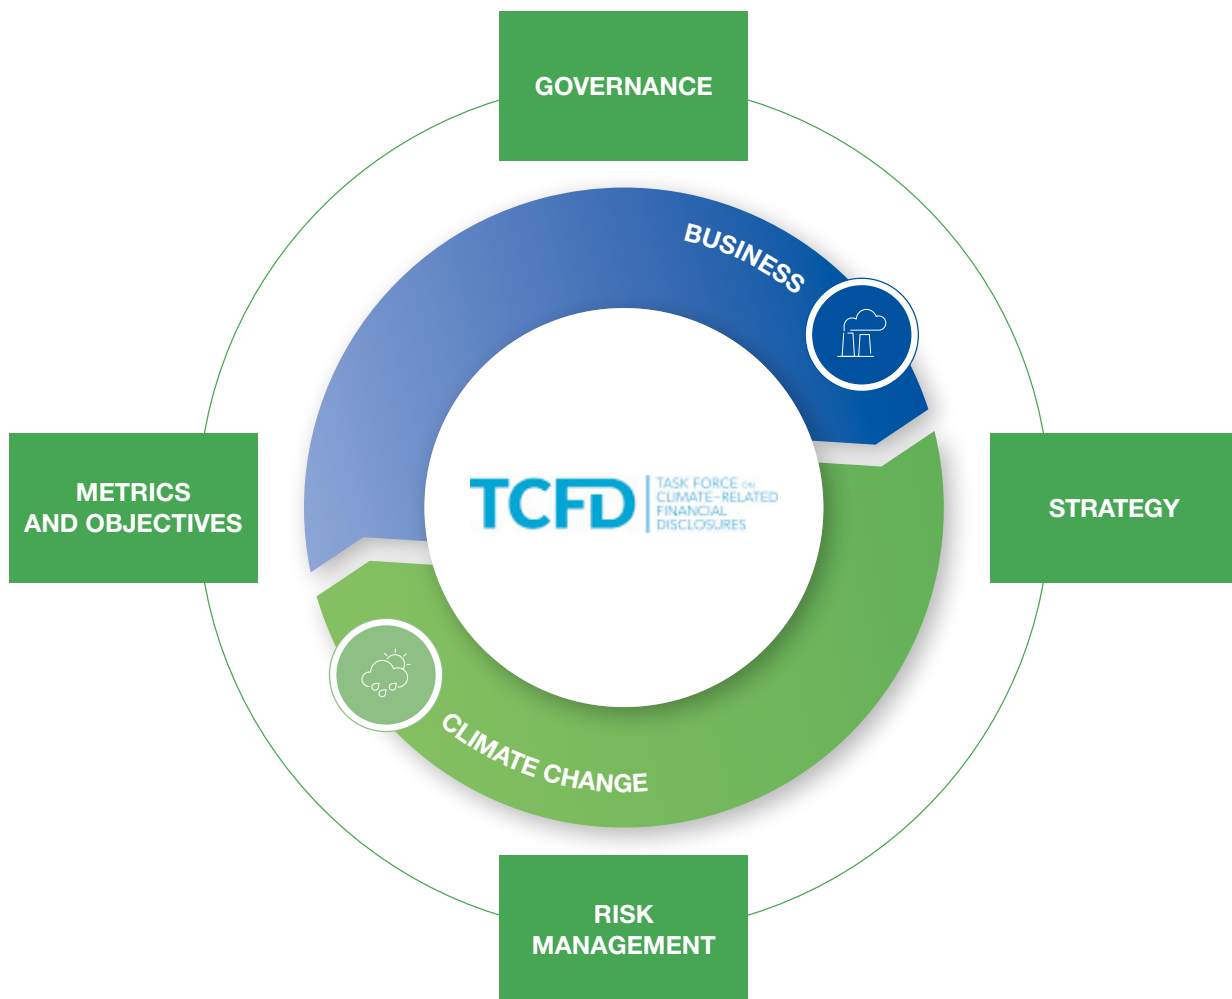 GOVERNANCE
BUSINESS
METRICS
AND OBJECTIVES
TCFD
TASK FORCE ON
CLIMATE-RELATED
FINANCIAL
DISCLOSURES
STRATEGY
CLIMATE CHANGE
RISK
MANAGEMENT